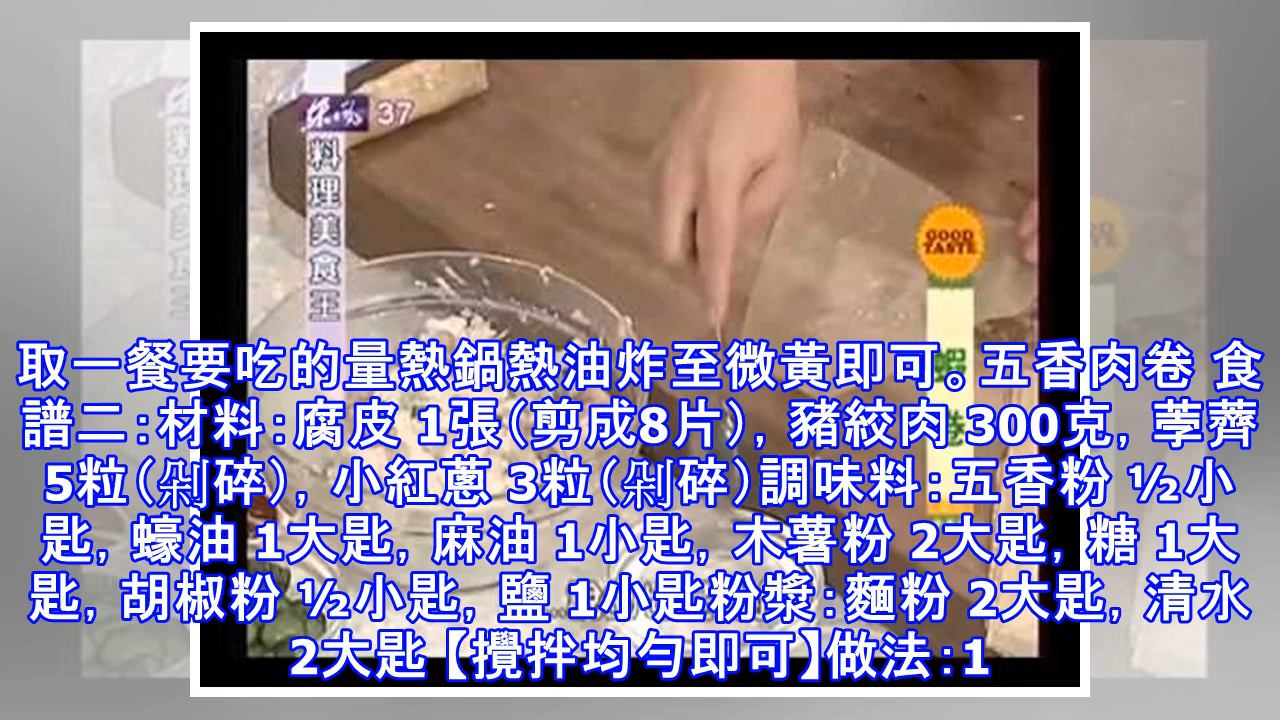 東風 37
料理美食王
GOOD
TASTE
取一餐要吃的量熱鍋熱油炸至微黃即可。五香肉卷 食
譜二：材料：腐皮 1張（剪成8片），豬絞肉 300克，荸薺
5粒（剁碎），小紅蔥 3粒（剁碎）調味料：五香粉 ½小
匙，蠔油 1大匙，麻油 1小匙，木薯粉 2大匙，糖 1大
匙，胡椒粉 ½小匙，鹽 1小匙粉漿：麵粉 2大匙，清水
2大匙【攪拌均勻即可】做法：1